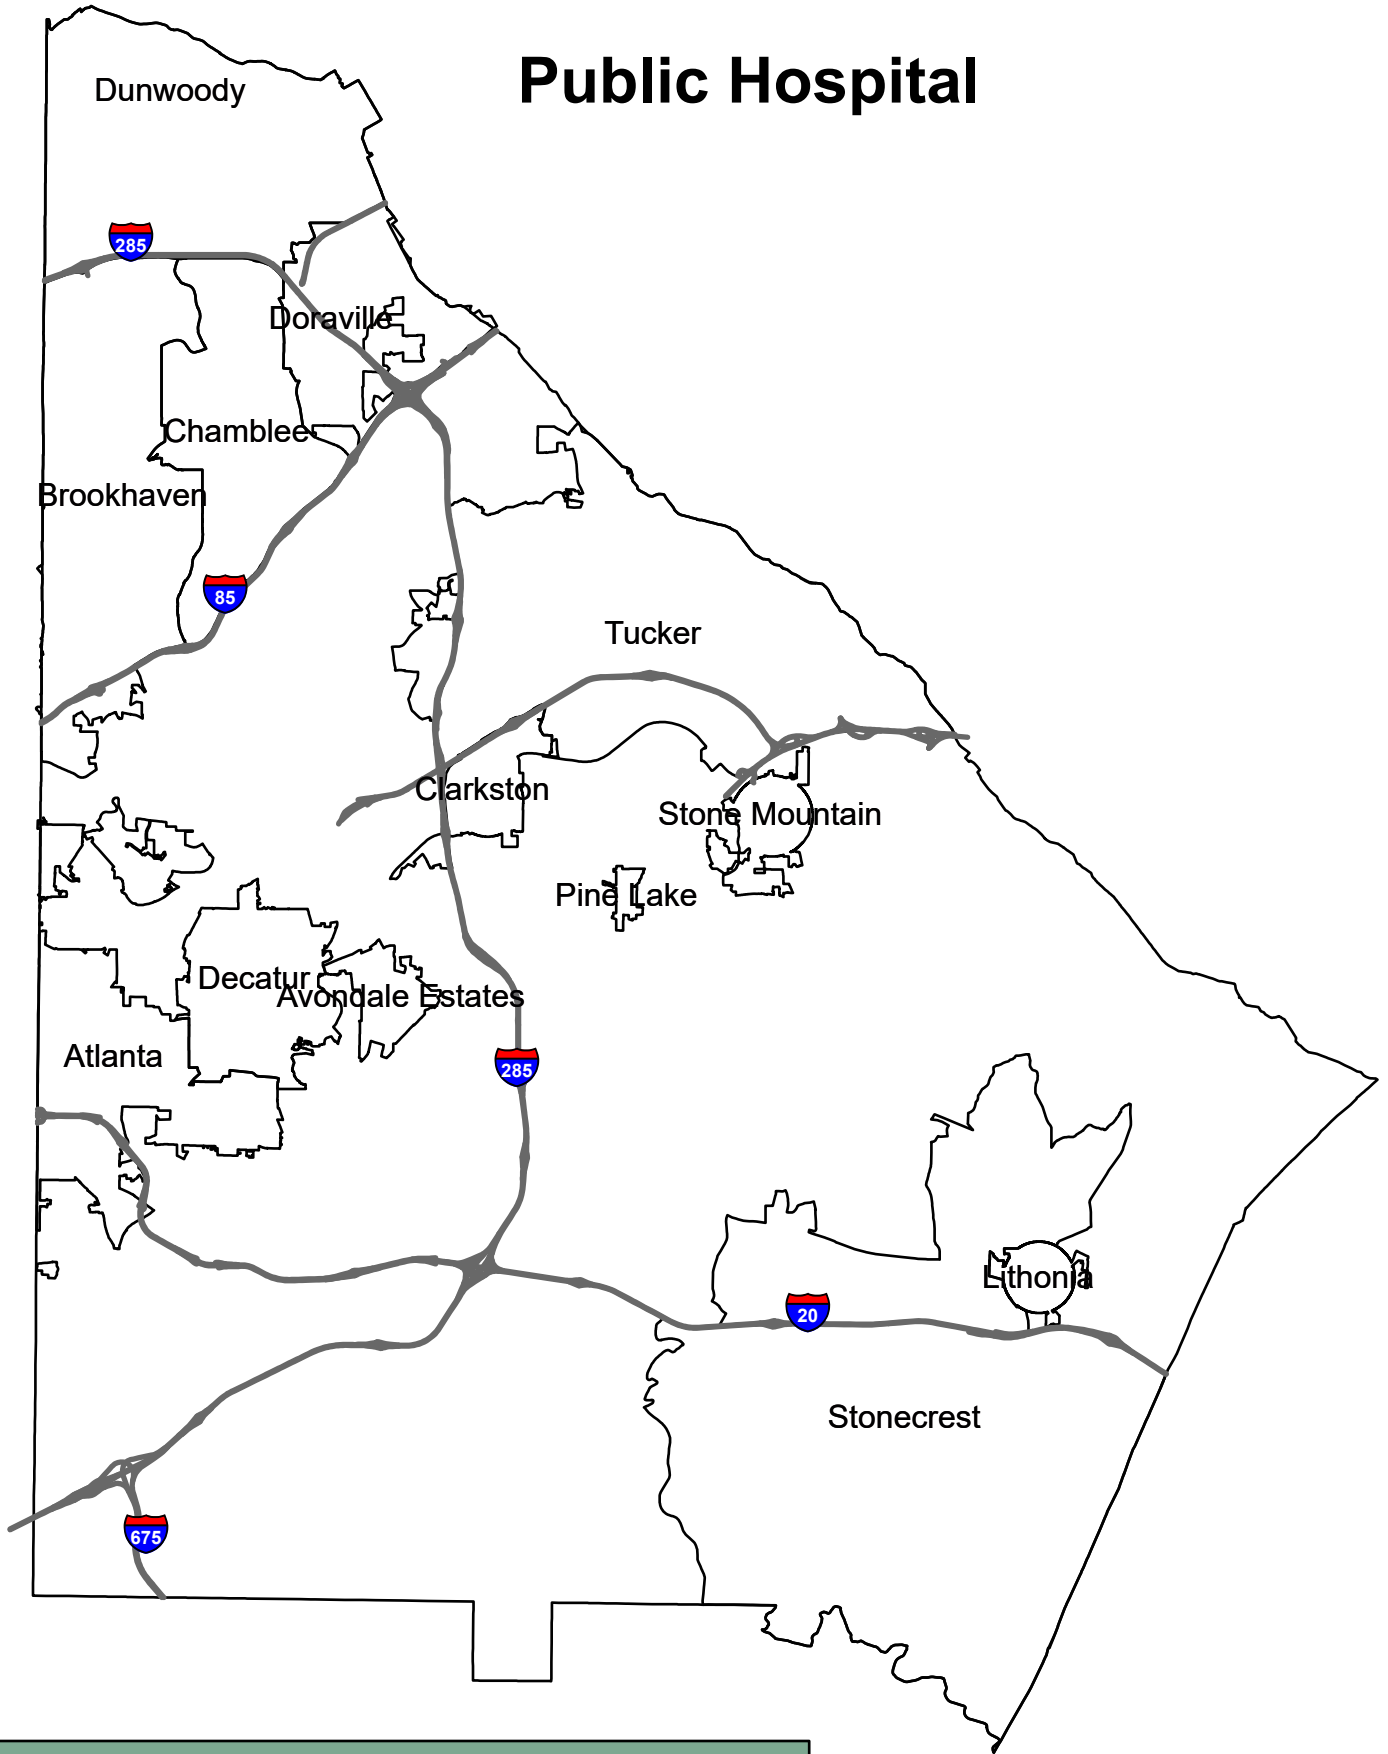 Public Hospital
Dunwoody
285
Doraville
Chamblee
Brookhaven
85
Tucker
Clarkston
Stone Mountain
Pine Lake
Decatur
Avondale Estates
Atlanta
285
Lithonia
20
Stonecrest
675